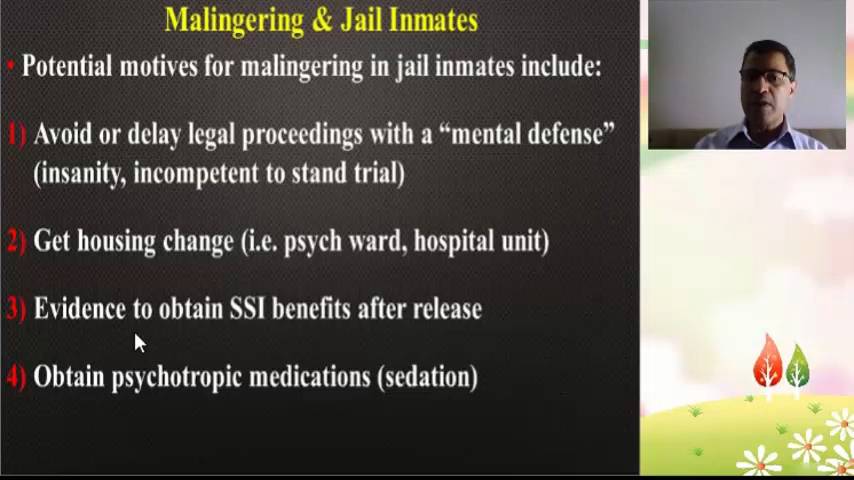 Malingering & Jail Inmates
• Potential motives for malingering in jail inmates include:
1) Avoid or delay legal proceedings with a “mental defense”
(insanity, incompetent to stand trial)
2) Get housing change (i.e. psych ward, hospital unit)
3) Evidence to obtain SSI benefits after release
4) Obtain psychotropic medications (sedation)